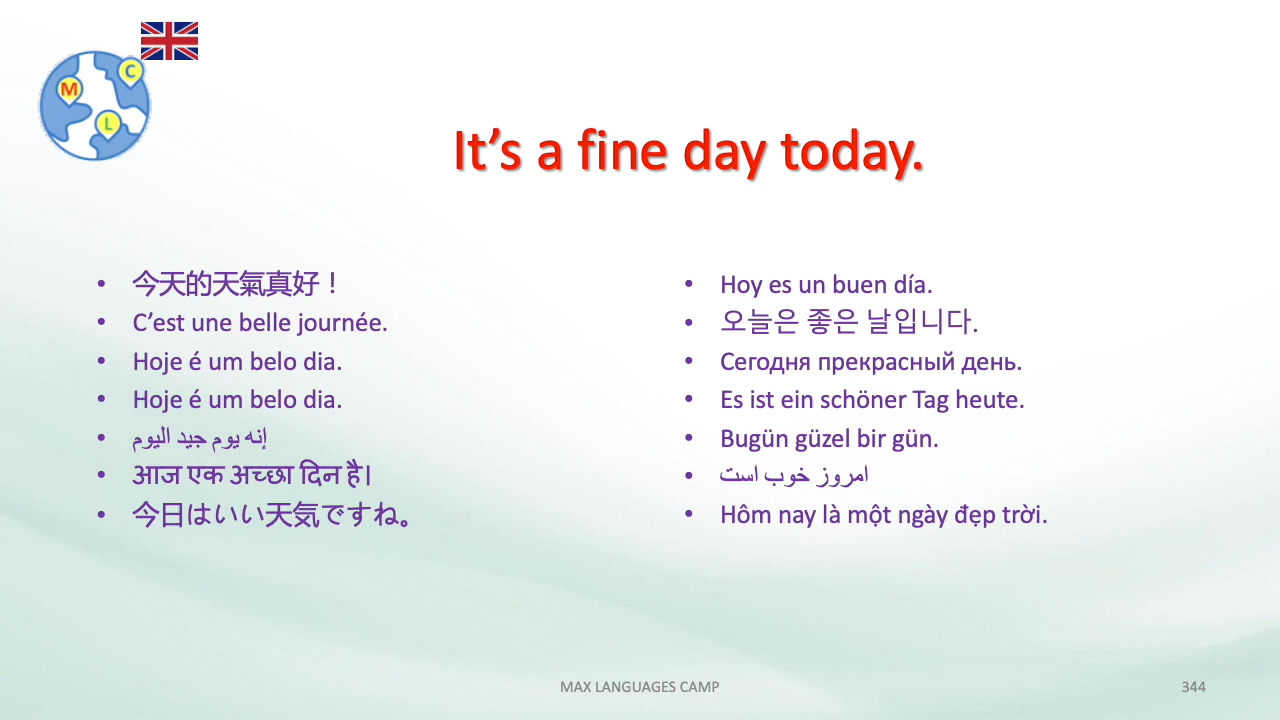 C
M
L
It’s a fine day today.
今天的天氣真好！
C’est une belle journée.
Hoje é um belo dia.
Hoje é um belo dia.
إنه يوم جيد اليوم
आज एक अच्छा दिन है।
今日はいい天気ですね。
Hoy es un buen día.
오늘은 좋은 날입니다.
Сегодня прекрасный день.
Es ist ein schöner Tag heute.
Bugün güzel bir gün.
امروز خوب است
Hôm nay là một ngày đẹp trời.
MAX LANGUAGES CAMP
344